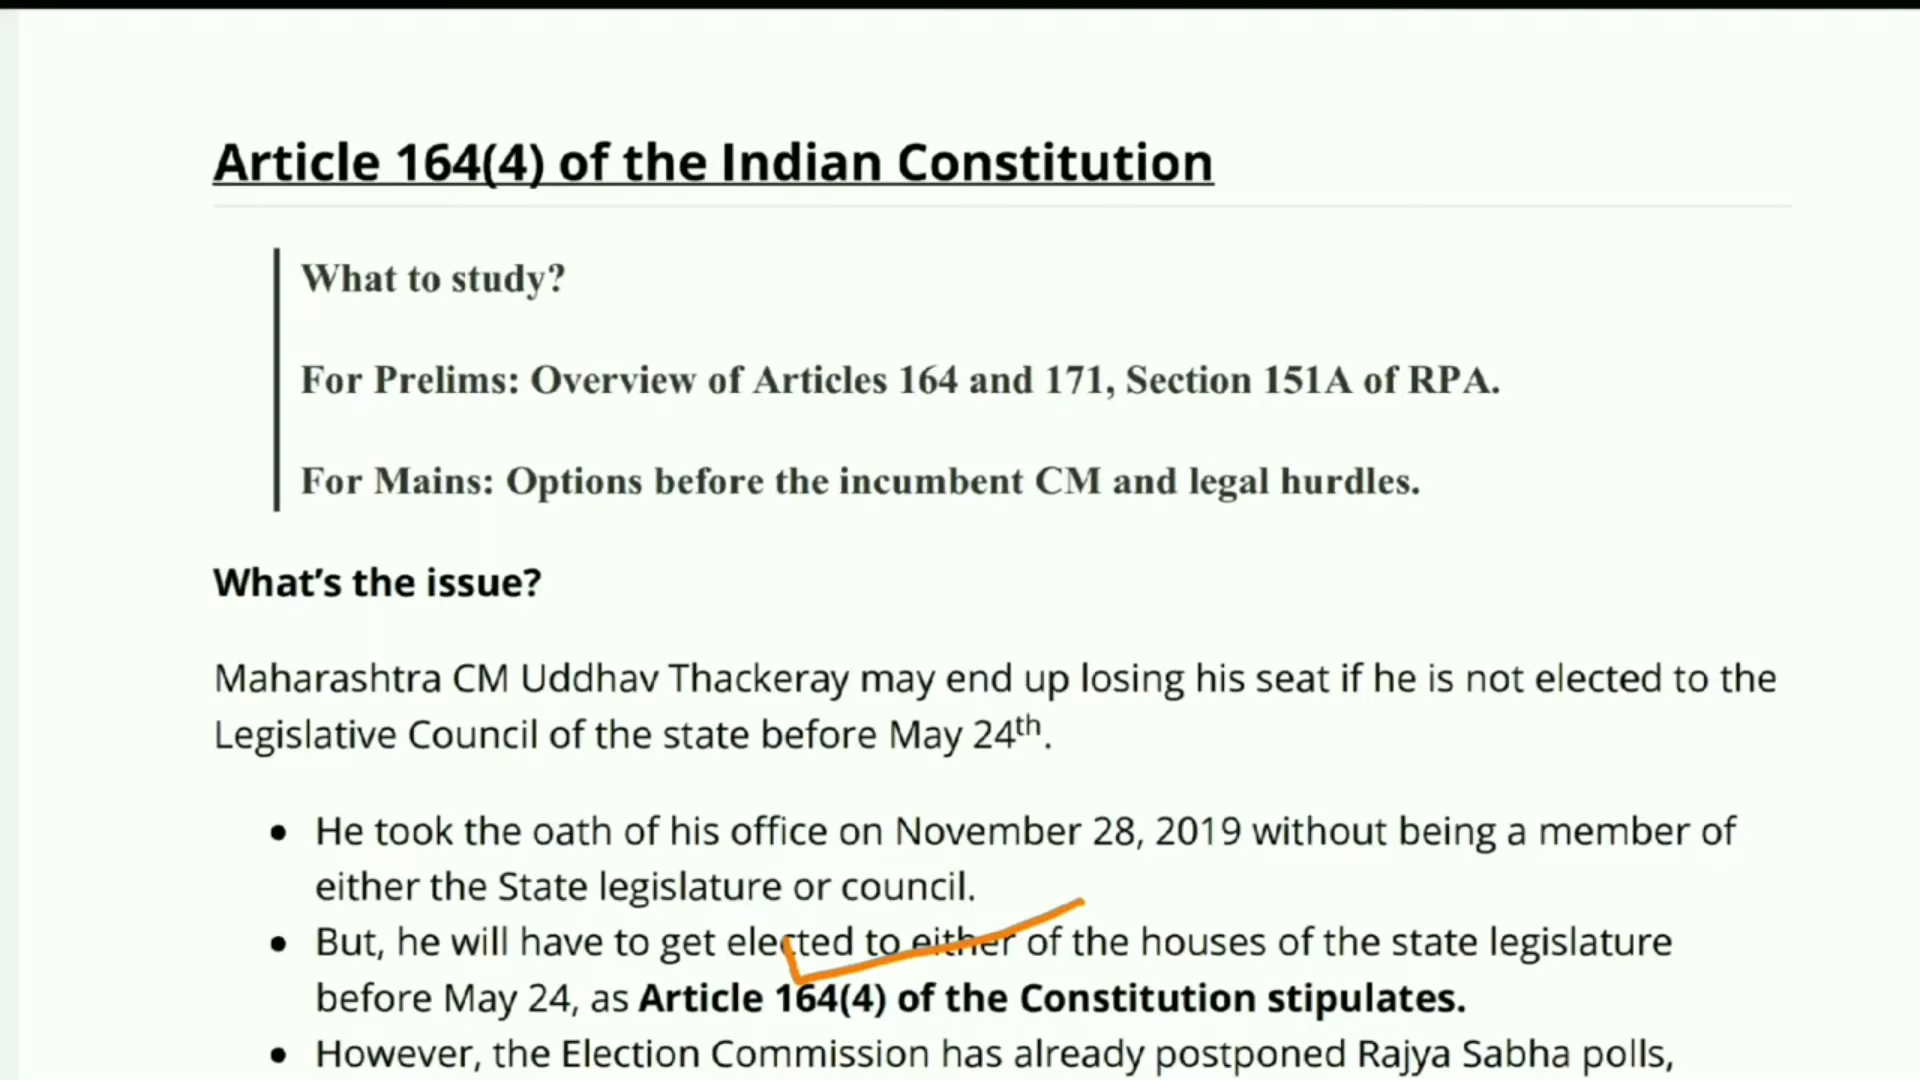 Article 164(4) of the Indian Constitution
What to study?
For Prelims: Overview of Articles 164 and 171, Section 151A of RPA.
For Mains: Options before the incumbent CM and legal hurdles.
What’s the issue?
Maharashtra CM Uddhav Thackeray may end up losing his seat if he is not elected to the
Legislative Council of the state before May 24th.
• He took the oath of his office on November 28, 2019 without being a member of
either the State legislature or council.
• But, he will have to get elected to either of the houses of the state legislature
before May 24, as Article 164(4) of the Constitution stipulates.
• However, the Election Commission has already postponed Rajya Sabha polls,